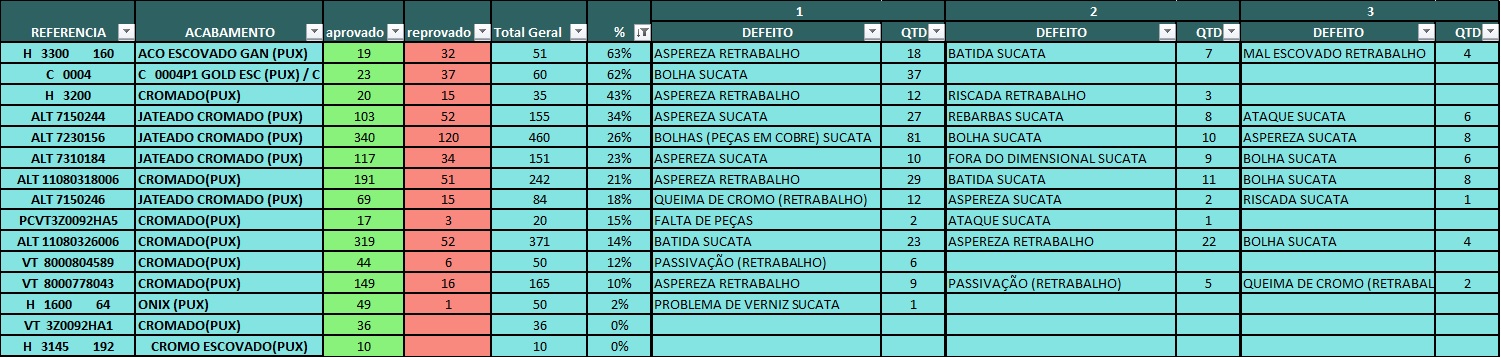 1 2 3
REFERENCIA ACABAMENTO aprovado reprovado Total Geral % DEFEITO QTD DEFEITO QTD DEFEITO QTD
H 3300 160 ACO ESCOVADO GAN (PUX) 19 32 51 63% ASPEREZA RETRABALHO 18 BATIDA SUCATA 7 MAL ESCOVADO RETRABALHO 4
C 0004 C 0004P1 GOLD ESC (PUX) / C 23 37 60 62% BOLHA SUCATA 37
H 3200 CROMADO(PUX) 20 15 35 43% ASPEREZA RETRABALHO 12 RISCADA RETRABALHO 3
ALT 7150244 JATEADO CROMADO (PUX) 103 52 155 34% ASPEREZA SUCATA 27 REBARBAS SUCATA 8 ATAQUE SUCATA 6
ALT 7230156 JATEADO CROMADO (PUX) 340 120 460 26% BOLHAS (PEÇAS EM COBRE) SUCATA 81 BOLHA SUCATA 10 ASPEREZA SUCATA 8
ALT 7310184 JATEADO CROMADO (PUX) 117 34 151 23% ASPEREZA SUCATA 10 FORA DO DIMENSIONAL SUCATA 9 BOLHA SUCATA 6
ALT 11080318006 CROMADO(PUX) 191 51 242 21% ASPEREZA RETRABALHO 29 BATIDA SUCATA 11 BOLHA SUCATA 8
ALT 7150246 JATEADO CROMADO (PUX) 69 15 84 18% QUEIMA DE CROMO (RETRABALHO) 12 ASPEREZA SUCATA 2 RISCADA SUCATA 1
PCVT3Z0092HA5 CROMADO(PUX) 17 3 20 15% FALTA DE PEÇAS 2 ATAQUE SUCATA 1
ALT 11080326006 CROMADO(PUX) 319 52 371 14% BATIDA SUCATA 23 ASPEREZA RETRABALHO 22 BOLHA SUCATA 4
VT 8000804589 CROMADO(PUX) 44 6 50 12% PASSIVAÇÃO (RETRABALHO) 6
VT 8000778043 CROMADO(PUX) 149 16 165 10% ASPEREZA RETRABALHO 9 PASSIVAÇÃO (RETRABALHO) 5 QUEIMA DE CROMO (RETRABAL 2
H 1600 64 ONIX (PUX) 49 1 50 2% PROBLEMA DE VERNIZ SUCATA 1
VT 3Z0092HA1 CROMADO(PUX) 36 36 0%
H 3145 192 CROMO ESCOVADO(PUX) 10 10 0%